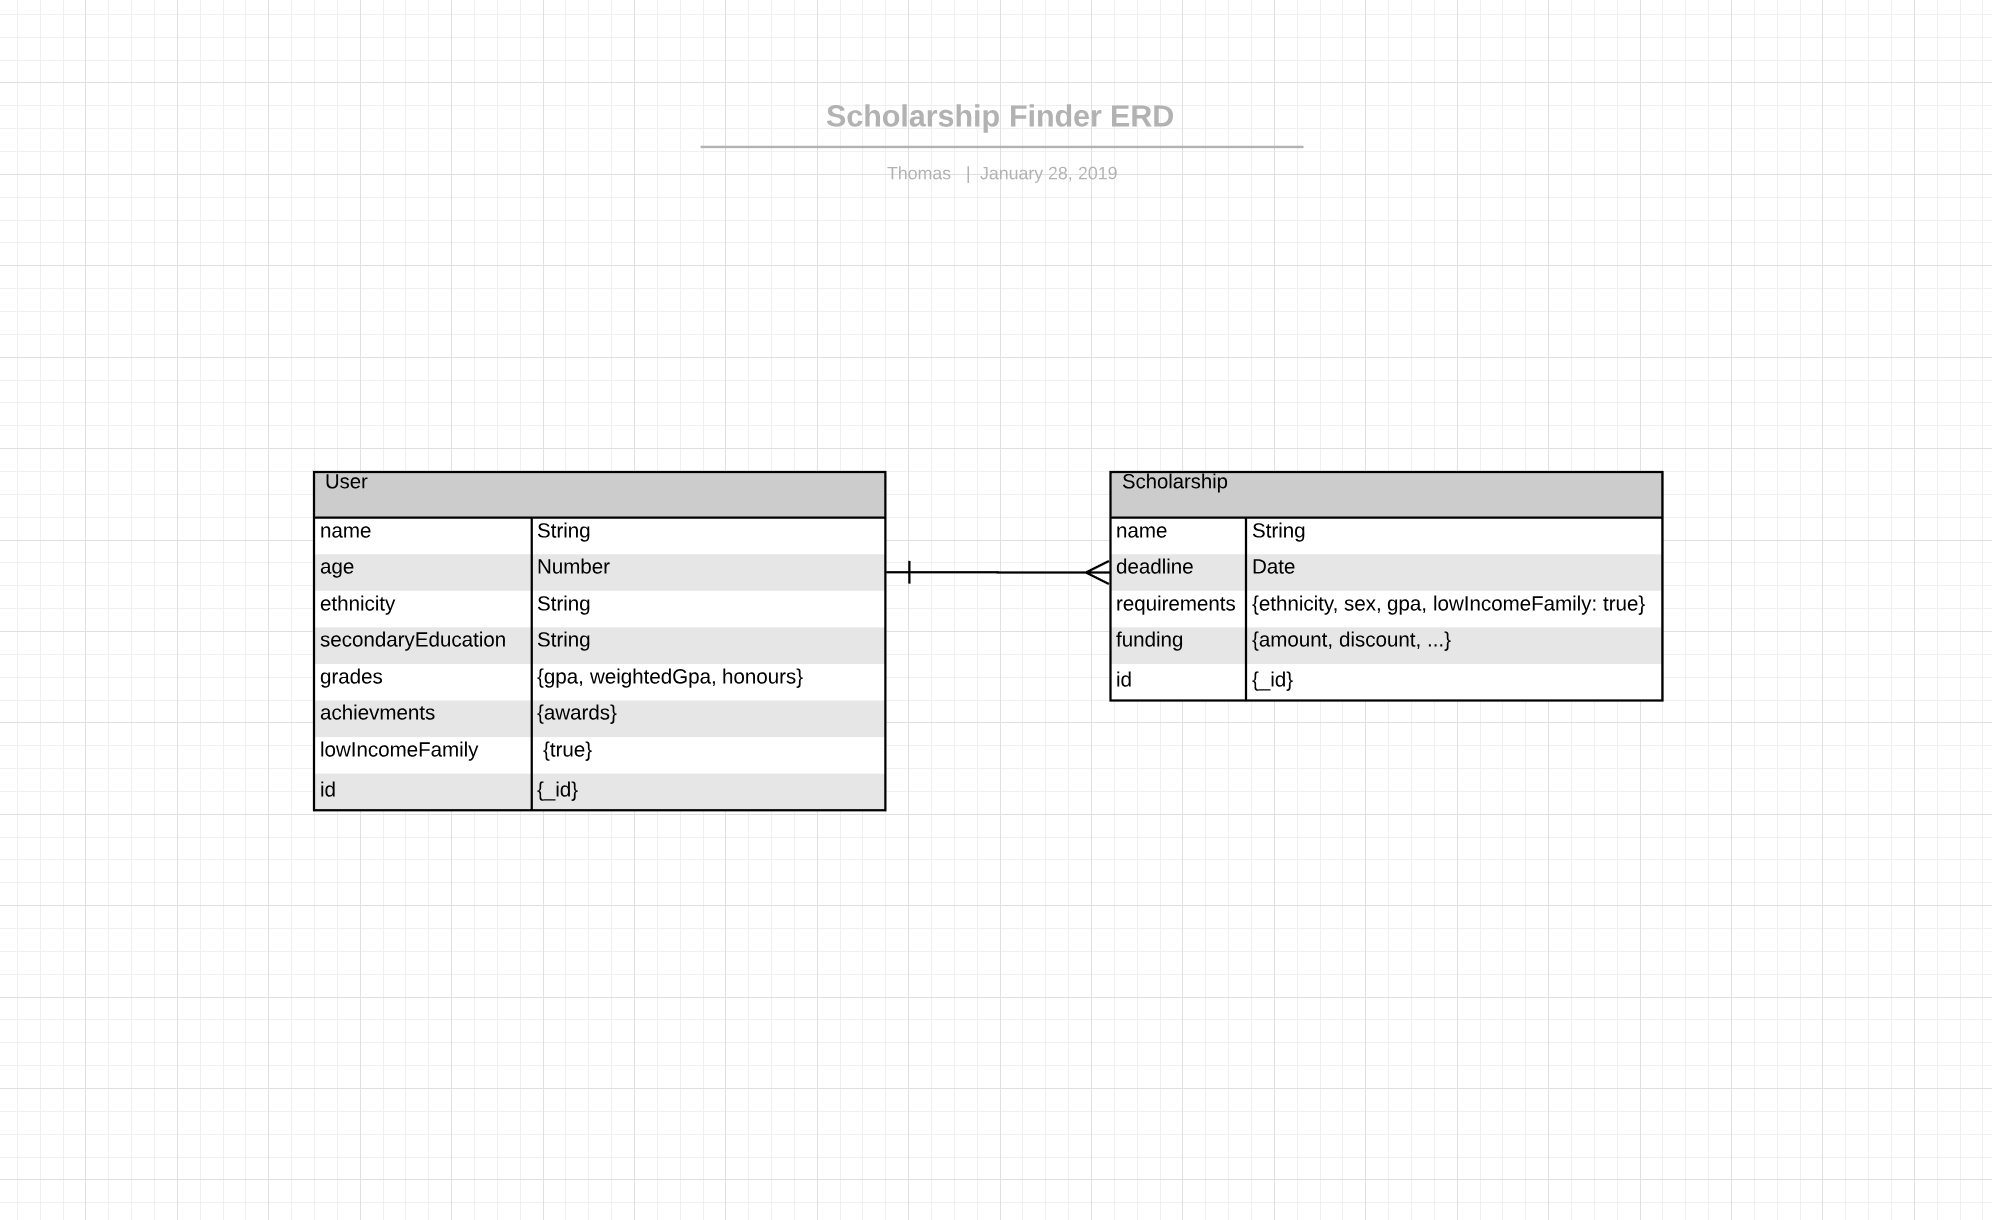 Scholarship Finder ERD
Thomas | January 28, 2019
User
name String
age Number
ethnicity String
secondaryEducation String
grades {gpa, weightedGpa, honours}
achievments {awards}
lowIncomeFamily {true}
id {_id}
Scholarship
name String
deadline Date
requirements {ethnicity, sex, gpa, lowIncomeFamily: true}
funding {amount, discount, ...}
id {_id}